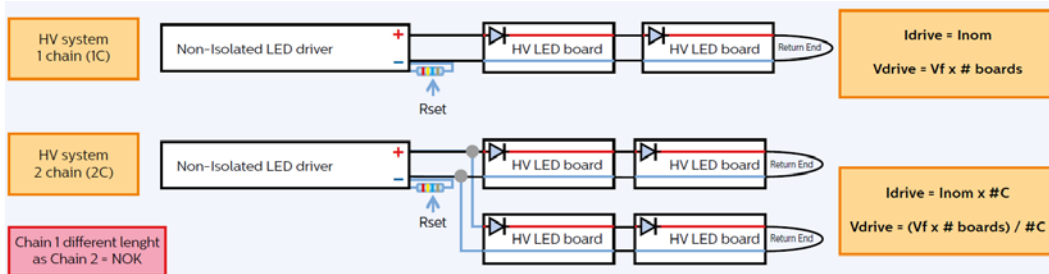 HV system
1 chain (1C)
Non-Isolated LED driver
+
−
Rset
HV LED board
HV LED board
Return End
Idrive = Inom
Vdrive = Vf x # boards
HV system
2 chain (2C)
Non-Isolated LED driver
+
−
Rset
HV LED board
HV LED board
Return End
HV LED board
HV LED board
Return End
Idrive = Inom x #C
Vdrive = (Vf x # boards) / #C
Chain 1 different lenght
as Chain 2 = NOK